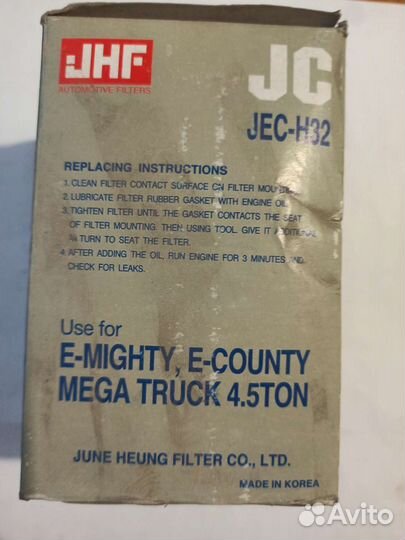 JHF
AUTOMOTIVE FILTERS
JC
JEC-H32
REPLACING INSTRUCTIONS
1. CLEAN FILTER CONTACT SURFACE ON FILTER MOUNTING
2. LUBRICATE FILTER RUBBER GASKET WITH ENGINE OIL
3. TIGHTEN FILTER UNTIL THE GASKET CONTACTS THE SEAT
OF FILTER MOUNTING. THEN USING TOOL GIVE IT ADDITIONAL
TURN TO SEAT THE FILTER.
4. AFTER ADDING THE OIL, RUN ENGINE FOR 3 MINUTES AND
CHECK FOR LEAKS.
Use for
E-MIGHTY, E-COUNTY
MEGA TRUCK 4.5TON
JUNE HEUNG FILTER CO., LTD.
MADE IN KOREA
Avito